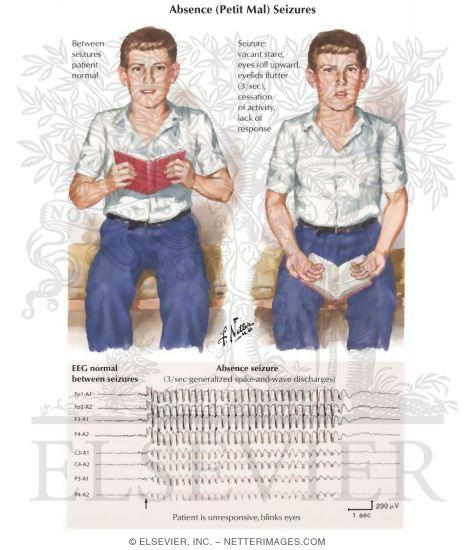 Absence (Petit Mal) Seizures
Between
seizures
patient
normal
Seizure:
vacant stare,
eyes roll upward,
eyelids flutter
(3/sec),
cessation
of activity,
lack of
response
F. Netter
M.D.
EEG normal
between seizures
Absence seizure
(3/sec generalized spike-and-wave discharges)
Fp1-A1
Fp2-A2
F3-A1
F4-A2
C3-A1
C4-A2
P3-A1
P4-A2
200 µV
1 sec
Patient is unresponsive, blinks eyes
NON
ELSEVIER
© ELSEVIER, INC. – NETTERIMAGES.COM